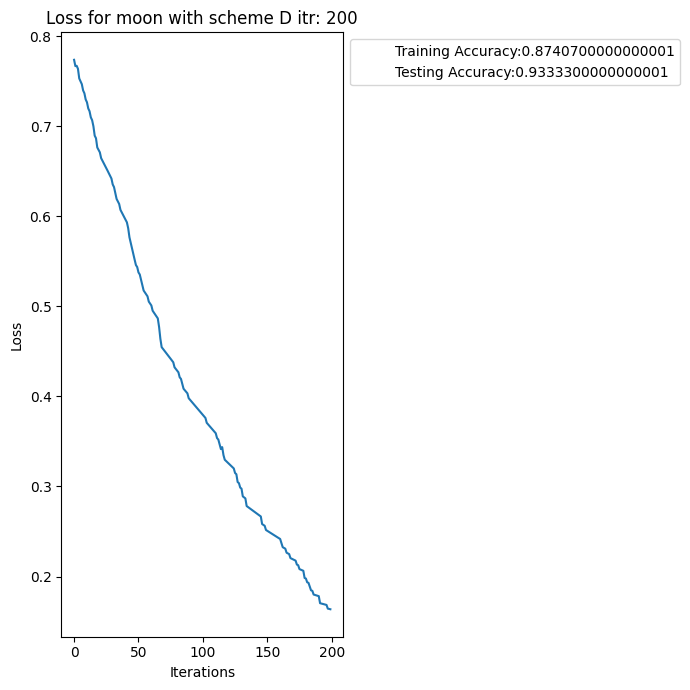 Loss for moon with scheme D itr: 200
Training Accuracy:0.8740700000000001
Testing Accuracy:0.9333300000000001
0.8
0.7
0.6
0.5
0.4
0.3
0.2
Loss
0
50
100
150
200
Iterations